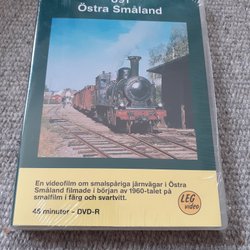 891
Östra Småland
En videofilm om smalspåriga järnvägar i Östra
Småland filmade i början av 1960-talet på
smalfilm i färg och svartvitt.
45 minuter - DVD-R
LEG
video